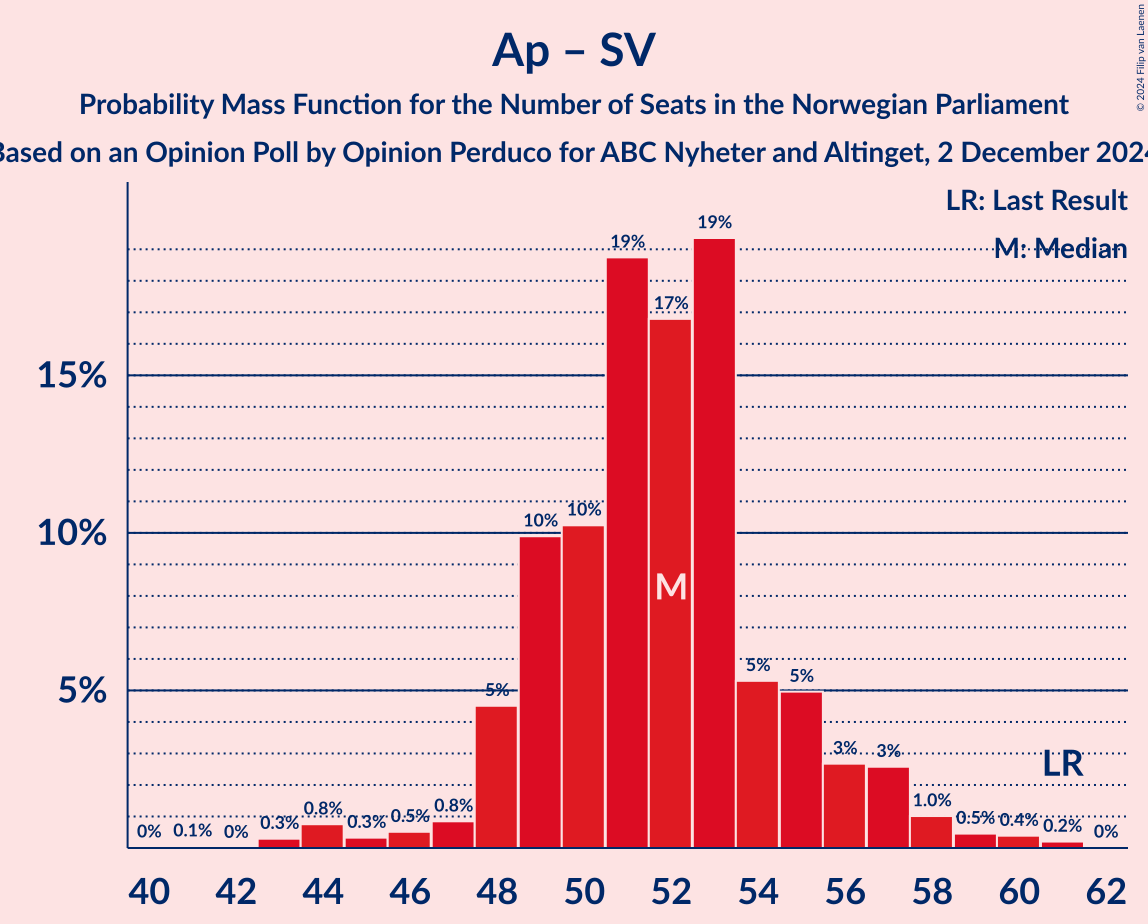 Ap – SV
Probability Mass Function for the Number of Seats in the Norwegian Parliament
Based on an Opinion Poll by Opinion Perduco for ABC Nyheter and Altinget, 2 December 2024
© 2024 Filip van Laenen
LR: Last Result
M: Median
15%
10%
5%
0%
0.1%
0%
0.3%
0.8%
0.3%
0.5%
0.8%
5%
10%
10%
19%
17%
19%
5%
5%
3%
3%
1.0%
0.5%
0.4%
0.2%
0%
M
LR
40 42 44 46 48 50 52 54 56 58 60 62